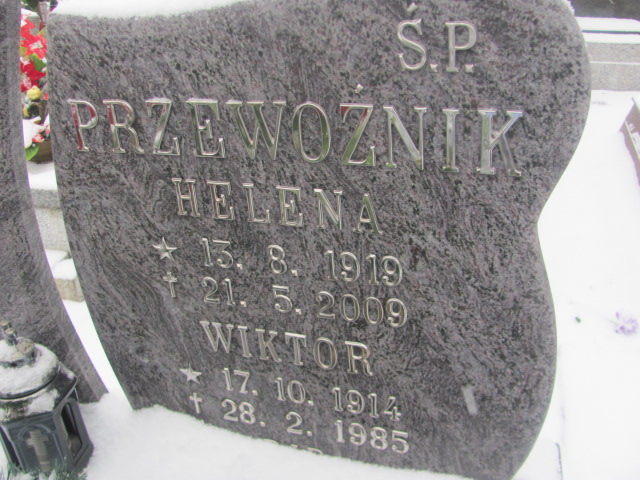 Ś.P.
PRZEWOŹNIK
HELENA
13. 8. 1919
21. 5. 2009
WIKTOR
17. 10. 1914
28. 2. 1985